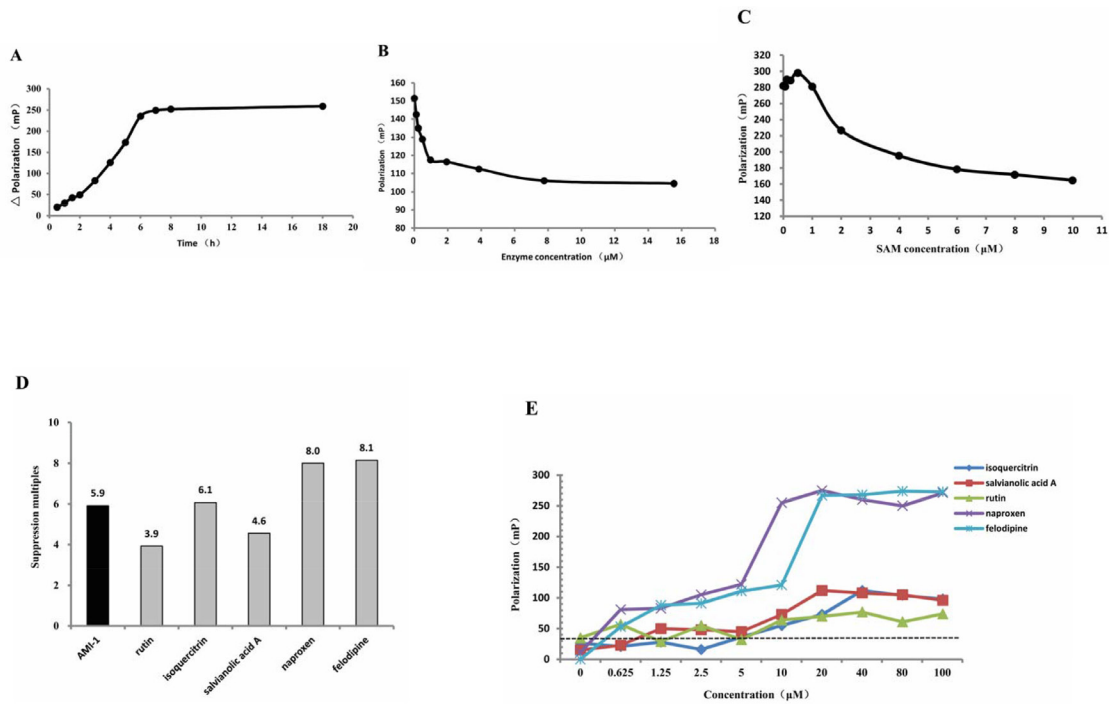 A
△ Polarization （mP）
300
250
200
150
100
50
0
0 2 4 6 8 10 12 14 16 18 20
Time （h）
B
Polarization （mP）
160
150
140
130
120
110
100
90
80
0 2 4 6 8 10 12 14 16 18
Enzyme concentration （μM）
C
Polarization（mP）
320
300
280
260
240
220
200
180
160
140
120
0 1 2 3 4 5 6 7 8 9 10 11
SAM concentration（μM）
D
Suppression multiples
10
8
6
4
2
0
5.9
3.9
6.1
4.6
8.0
8.1
AMI-1
rutin
isoquercitrin
salvianolic acid A
naproxen
felodipine
E
Polarization（mP）
300
250
200
150
100
50
0
0 0.625 1.25 2.5 5 10 20 40 80 100
Concentration（μM）
isoquercitrin
salvianolic acid A
rutin
naproxen
felodipine